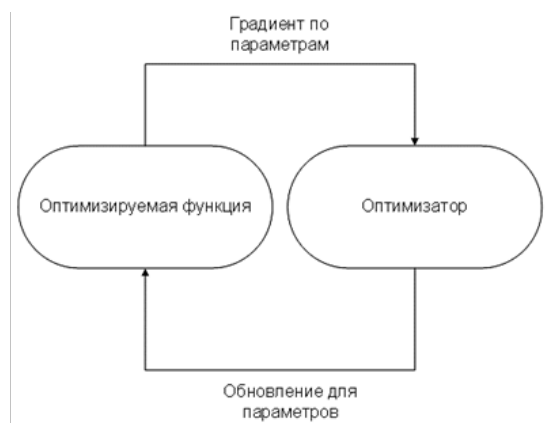 Градиент по
параметрам
Оптимизируемая функция
Оптимизатор
Обновление для
параметров